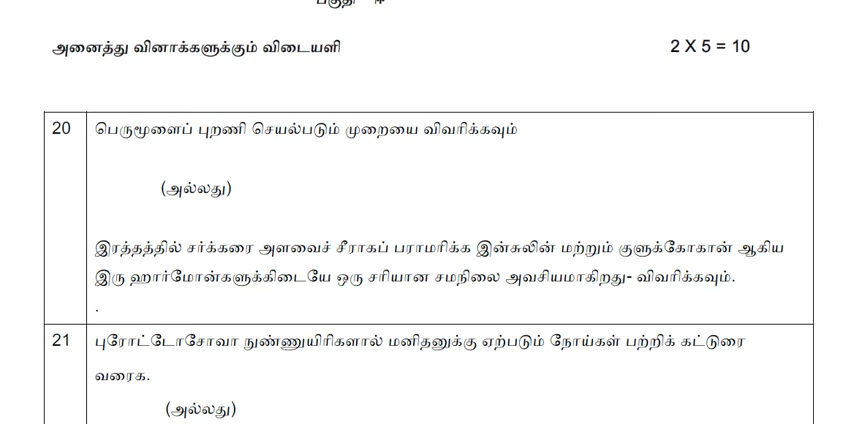 பகுதி ஈ
அனைத்து வினாக்களுக்கும் விடையளி 2 X 5 = 10
20 பெருமூளைப் புறணி செயல்படும் முறையை விவரிக்கவும்
(அல்லது)
இரத்தத்தில் சர்க்கரை அளவைச் சீராகப் பராமரிக்க இன்சுலின் மற்றும் குளுக்கோகான் ஆகிய
இரு ஹார்மோன்களுக்கிடையே ஒரு சரியான சமநிலை அவசியமாகிறது- விவரிக்கவும்.
.
21 புரோட்டோசோவா நுண்ணுயிரிகளால் மனிதனுக்கு ஏற்படும் நோய்கள் பற்றிக் கட்டுரை
வரைக.
(அல்லது)